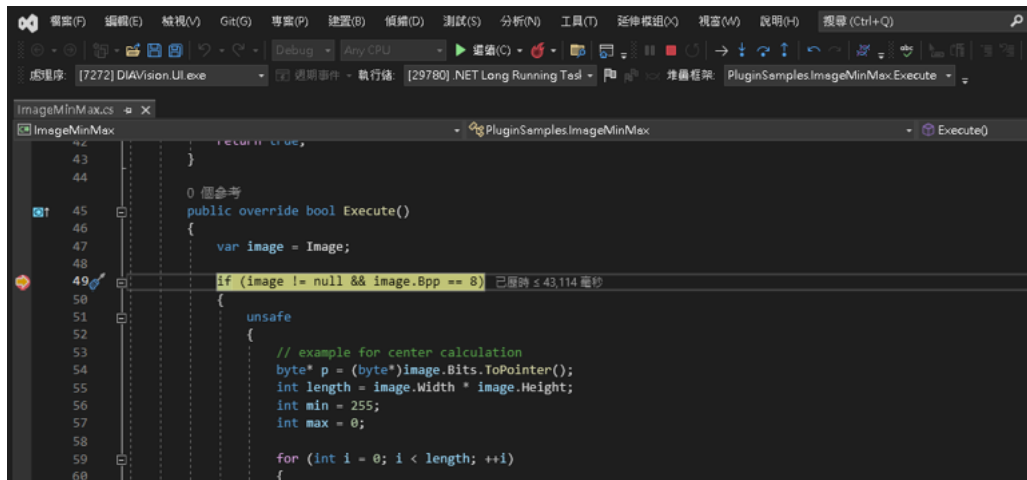 檔案(F) 編輯(E) 檢視(V) Git(G) 專案(P) 建置(B) 偵錯(D) 測試(S) 分析(N) 工具(T) 延伸模組(X) 視窗(W) 說明(H) 搜尋 (Ctrl+Q)
Debug Any CPU 繼續(C)
處理序: [7272] DIAVision.UI.exe 週期事件 執行緒: [29780] .NET Long Running Tasl 堆疊框架: PluginSamples.ImageMinMax.Execute
ImageMinMax.cs
ImageMinMax PluginSamples.ImageMinMax Execute()
42 return true;
43 }
44
0 個參考
45 public override bool Execute()
46 {
47 var image = Image;
48
49 if (image != null && image.Bpp == 8) 已歷時 ≤ 43,114 毫秒
50 {
51 unsafe
52 {
53 // example for center calculation
54 byte* p = (byte*)image.Bits.ToPointer();
55 int length = image.Width * image.Height;
56 int min = 255;
57 int max = 0;
58
59 for (int i = 0; i < length; ++i)
60 {